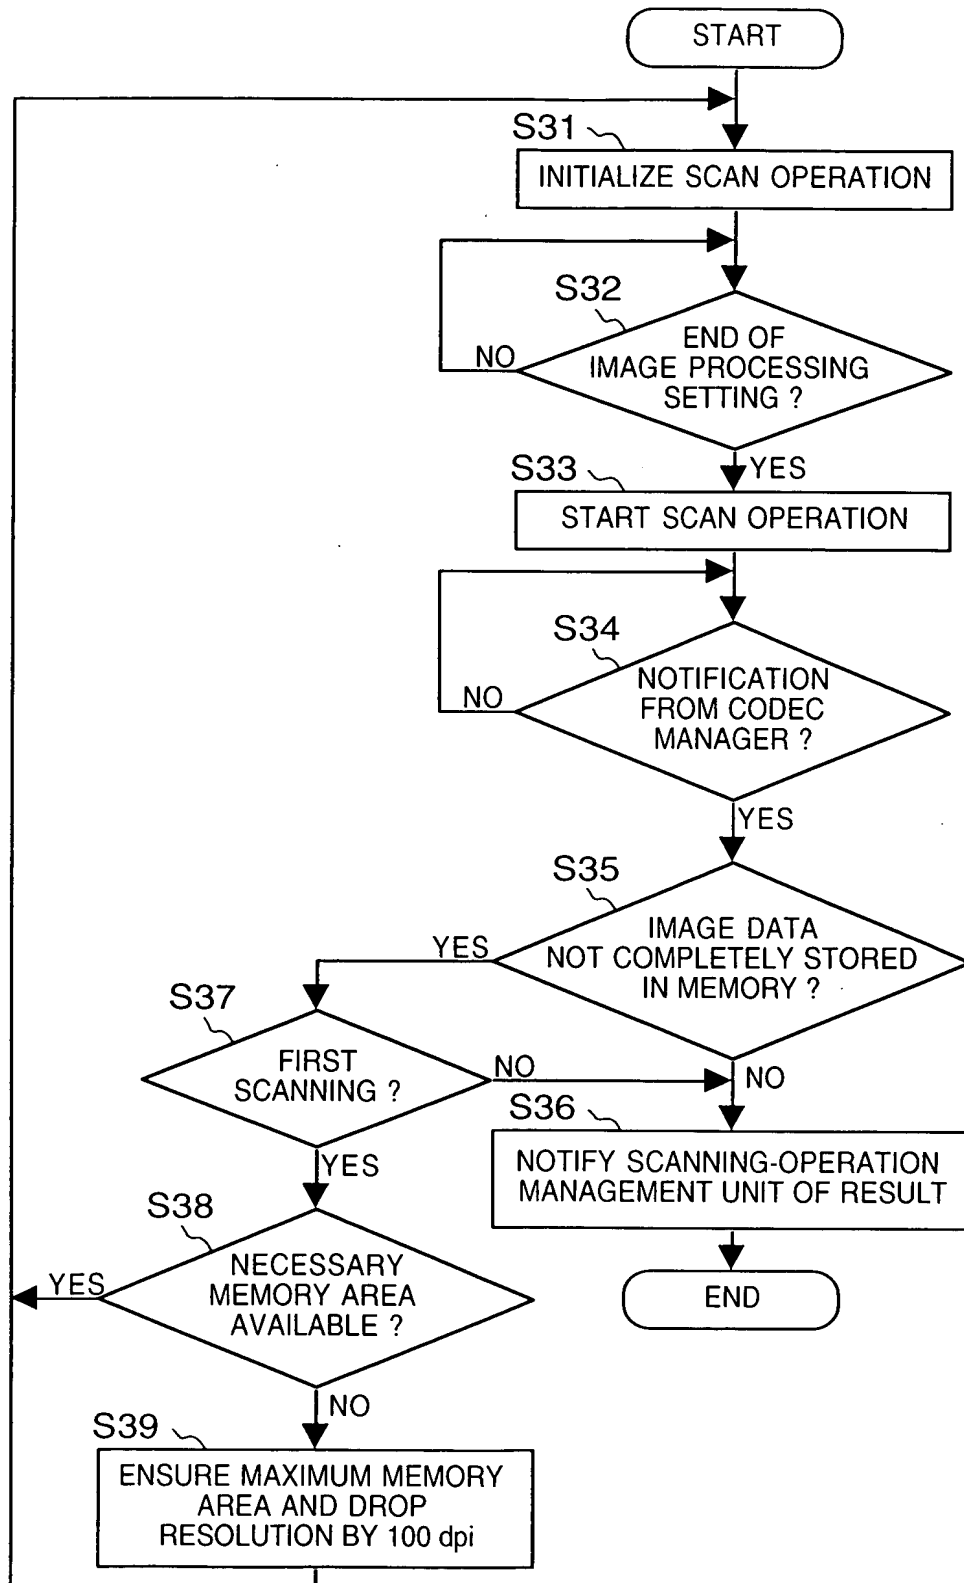 START
S31
INITIALIZE SCAN OPERATION
S32
END OF
IMAGE PROCESSING
SETTING ?
NO
YES
S33
START SCAN OPERATION
S34
NOTIFICATION
FROM CODEC
MANAGER ?
NO
YES
S35
IMAGE DATA
NOT COMPLETELY STORED
IN MEMORY ?
YES
NO
S37
FIRST
SCANNING ?
NO
YES
S36
NOTIFY SCANNING-OPERATION
MANAGEMENT UNIT OF RESULT
END
S38
NECESSARY
MEMORY AREA
AVAILABLE ?
YES
NO
S39
ENSURE MAXIMUM MEMORY
AREA AND DROP
RESOLUTION BY 100 dpi